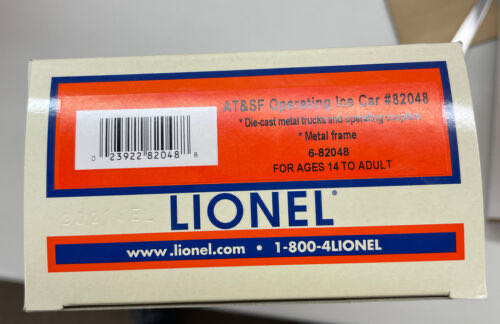 AT&SF Operating Ice Car #82048
* Die-cast metal trucks and operating couplers
* Metal frame
6-82048
FOR AGES 14 TO ADULT
0 23922 82048 8
LIONEL®
www.lionel.com • 1-800-4LIONEL